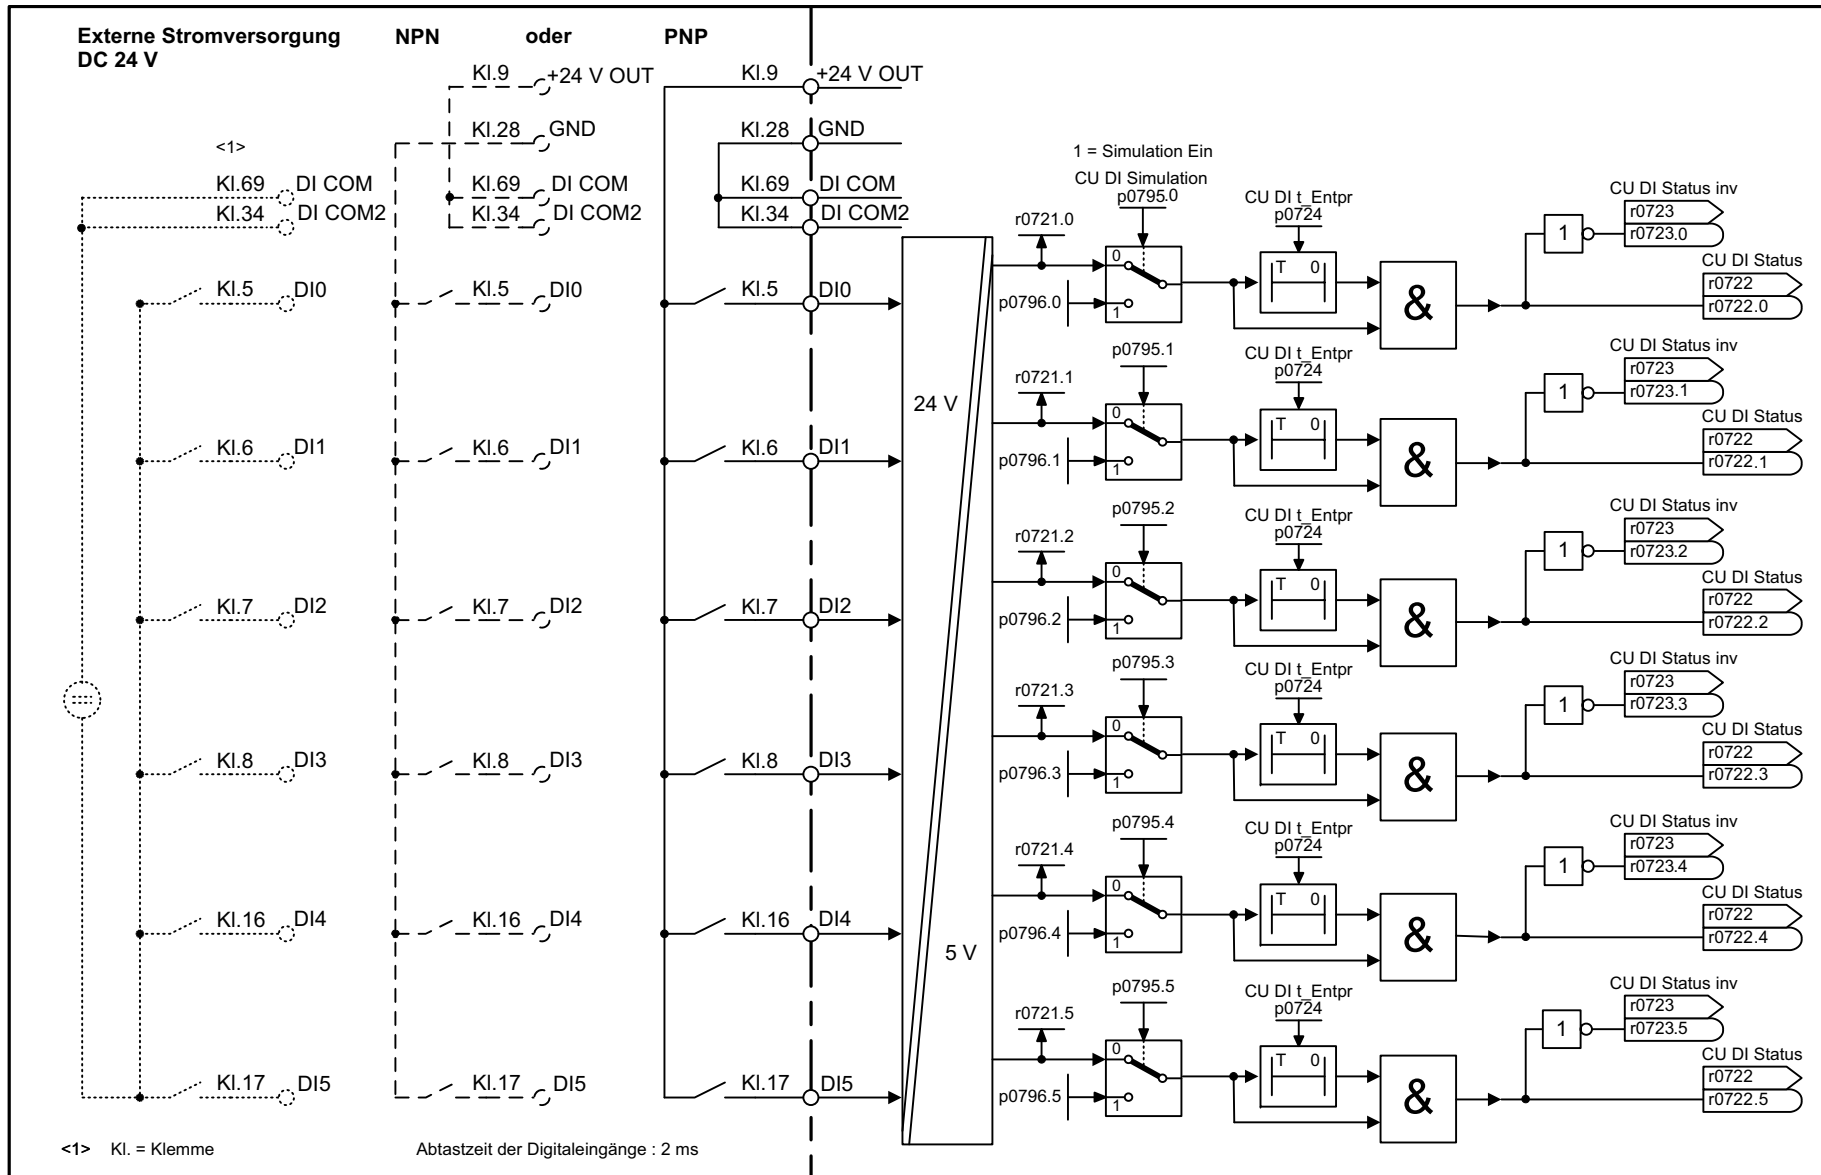 Externe Stromversorgung
DC 24 V
NPN oder PNP
Kl.9 +24 V OUT
Kl.28 GND
<1>
Kl.69 DI COM
Kl.34 DI COM2
Kl.69 DI COM
Kl.34 DI COM2
Kl.9 +24 V OUT
Kl.28 GND
Kl.69 DI COM
Kl.34 DI COM2
Kl.5 DI0 Kl.5 DI0 Kl.5 DI0
Kl.6 DI1 Kl.6 DI1 Kl.6 DI1
Kl.7 DI2 Kl.7 DI2 Kl.7 DI2
Kl.8 DI3 Kl.8 DI3 Kl.8 DI3
Kl.16 DI4 Kl.16 DI4 Kl.16 DI4
Kl.17 DI5 Kl.17 DI5 Kl.17 DI5
24 V
5 V
1 = Simulation Ein
CU DI Simulation
p0795.0
r0721.0
0
p0796.0
1
CU DI t_Entpr
p0724
T 0
&
1
CU DI Status inv
r0723
r0723.0
CU DI Status
r0722
r0722.0
p0795.1
r0721.1
0
p0796.1
1
CU DI t_Entpr
p0724
T 0
&
1
CU DI Status inv
r0723
r0723.1
CU DI Status
r0722
r0722.1
p0795.2
r0721.2
0
p0796.2
1
CU DI t_Entpr
p0724
T 0
&
1
CU DI Status inv
r0723
r0723.2
CU DI Status
r0722
r0722.2
p0795.3
r0721.3
0
p0796.3
1
CU DI t_Entpr
p0724
T 0
&
1
CU DI Status inv
r0723
r0723.3
CU DI Status
r0722
r0722.3
p0795.4
r0721.4
0
p0796.4
1
CU DI t_Entpr
p0724
T 0
&
1
CU DI Status inv
r0723
r0723.4
CU DI Status
r0722
r0722.4
p0795.5
r0721.5
0
p0796.5
1
CU DI t_Entpr
p0724
T 0
&
1
CU DI Status inv
r0723
r0723.5
CU DI Status
r0722
r0722.5
<1> Kl. = Klemme
Abtastzeit der Digitaleingänge : 2 ms